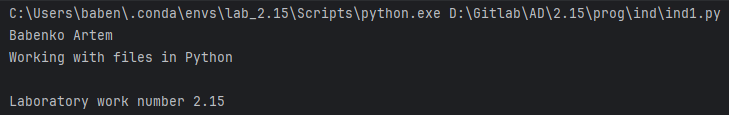 C:\Users\baben\.conda\envs\lab_2.15\Scripts\python.exe D:\Gitlab\AD\2.15\prog\ind\ind1.py
Babenko Artem
Working with files in Python
Laboratory work number 2.15